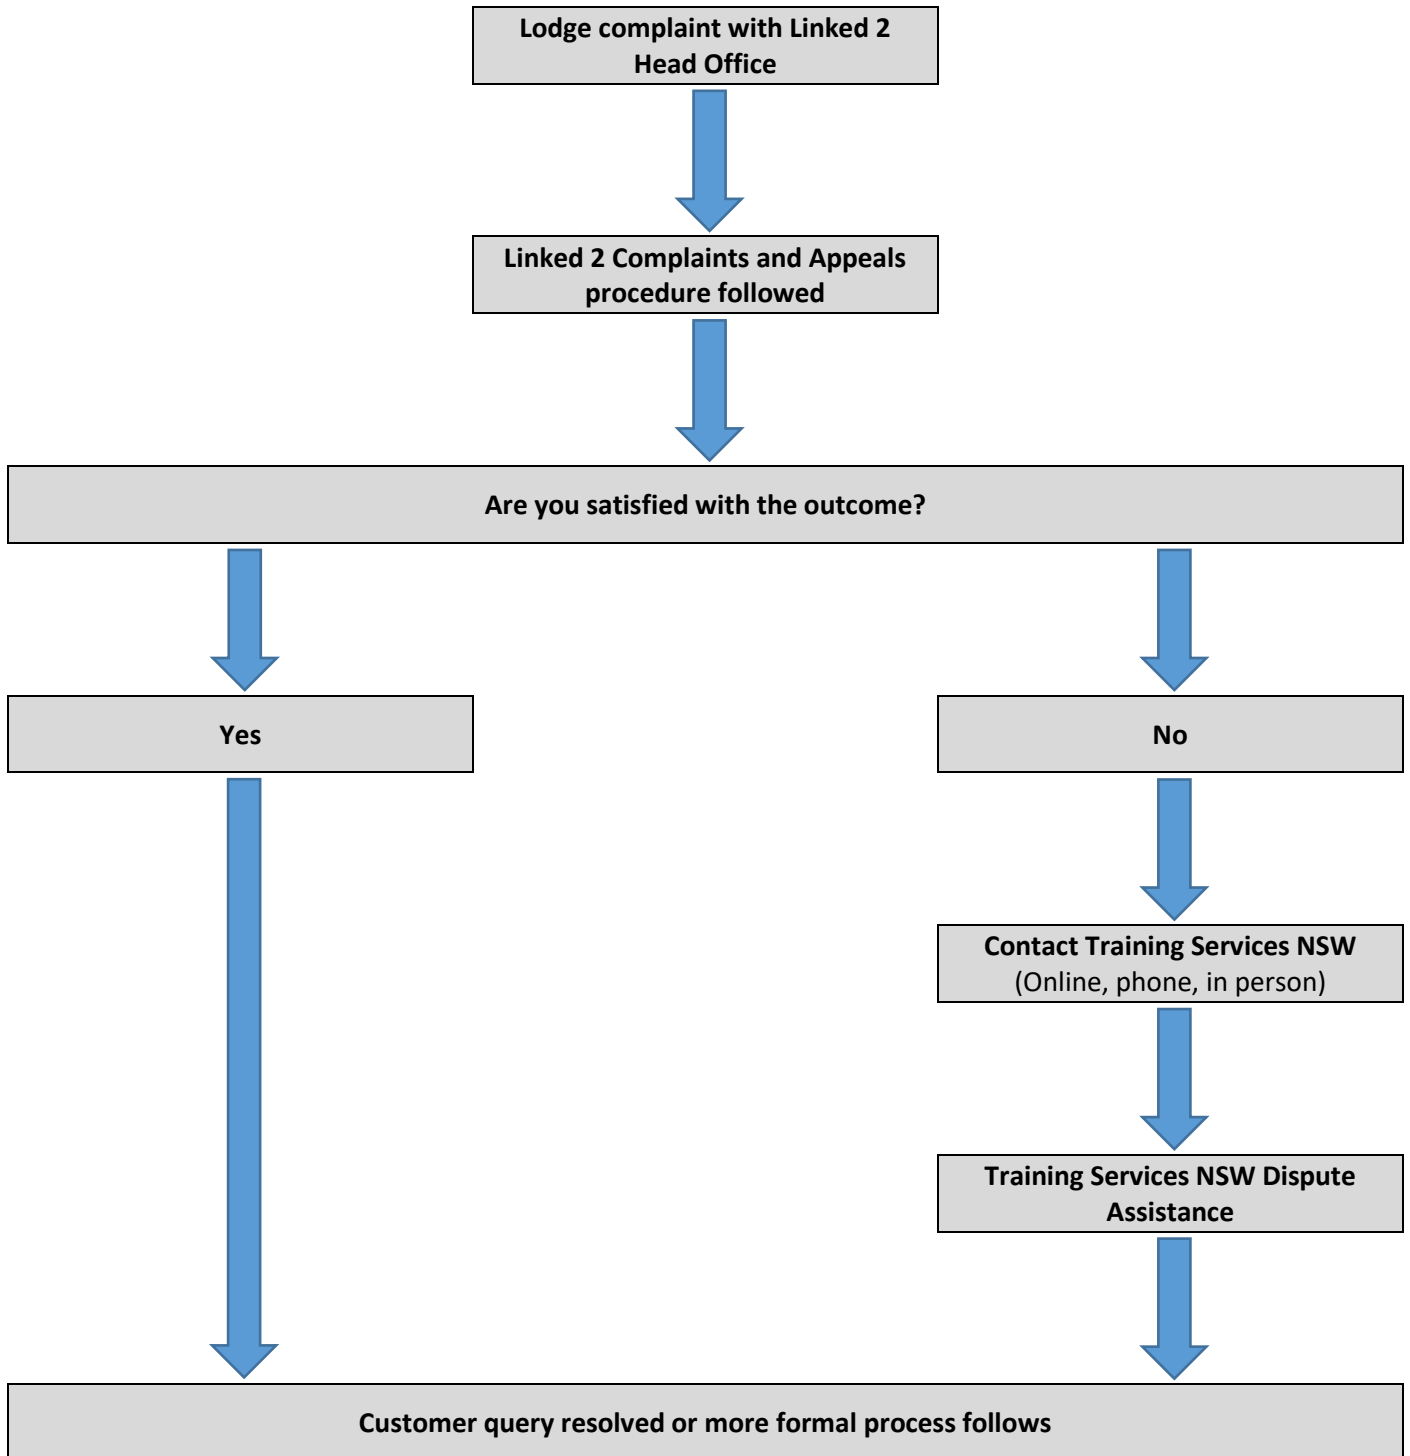 Lodge complaint with Linked 2
Head Office
Linked 2 Complaints and Appeals
procedure followed
Are you satisfied with the outcome?
Yes
No
Contact Training Services NSW
(Online, phone, in person)
Training Services NSW Dispute
Assistance
Customer query resolved or more formal process follows